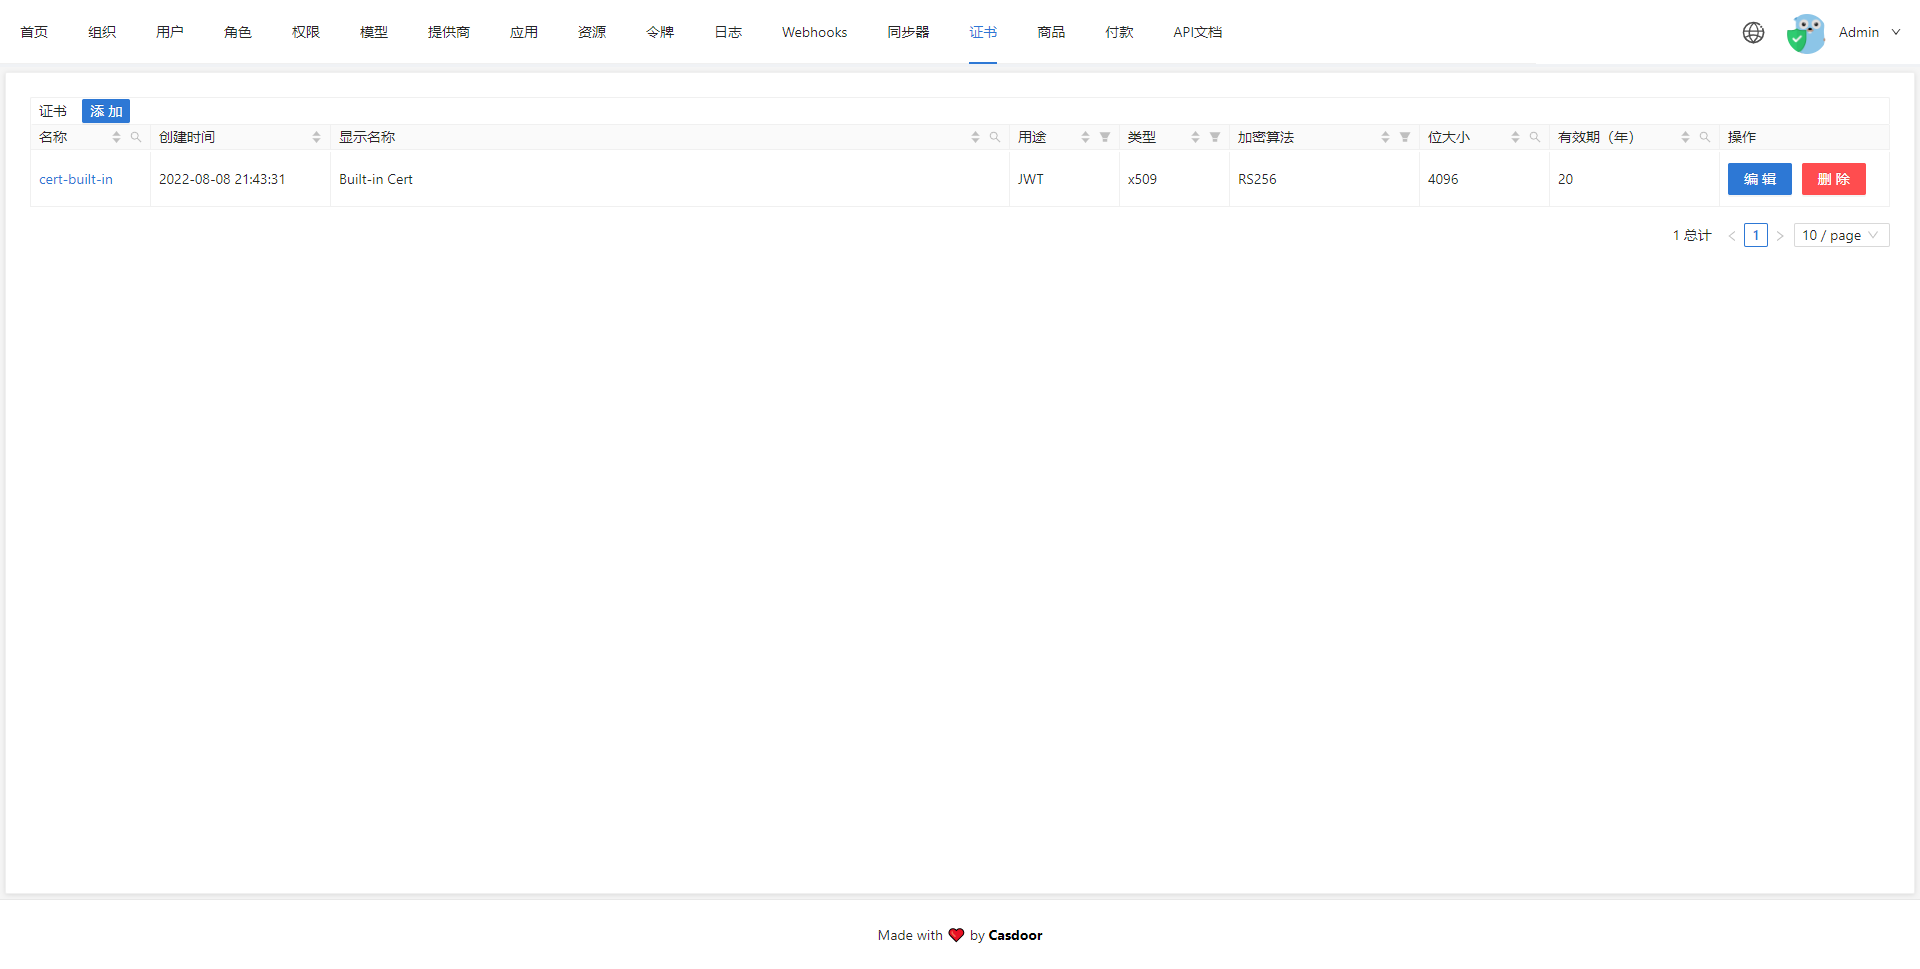 首页 组织 用户 角色 权限 模型 提供商 应用 资源 令牌 日志 Webhooks 同步器 证书 商品 付款 API文档 Admin
证书 添 加
名称 创建时间 显示名称 用途 类型 加密算法 位大小 有效期（年） 操作
cert-built-in 2022-08-08 21:43:31 Built-in Cert JWT x509 RS256 4096 20 编 辑 删 除
1 总计 < 1 > 10 / page
Made with ❤ by Casdoor